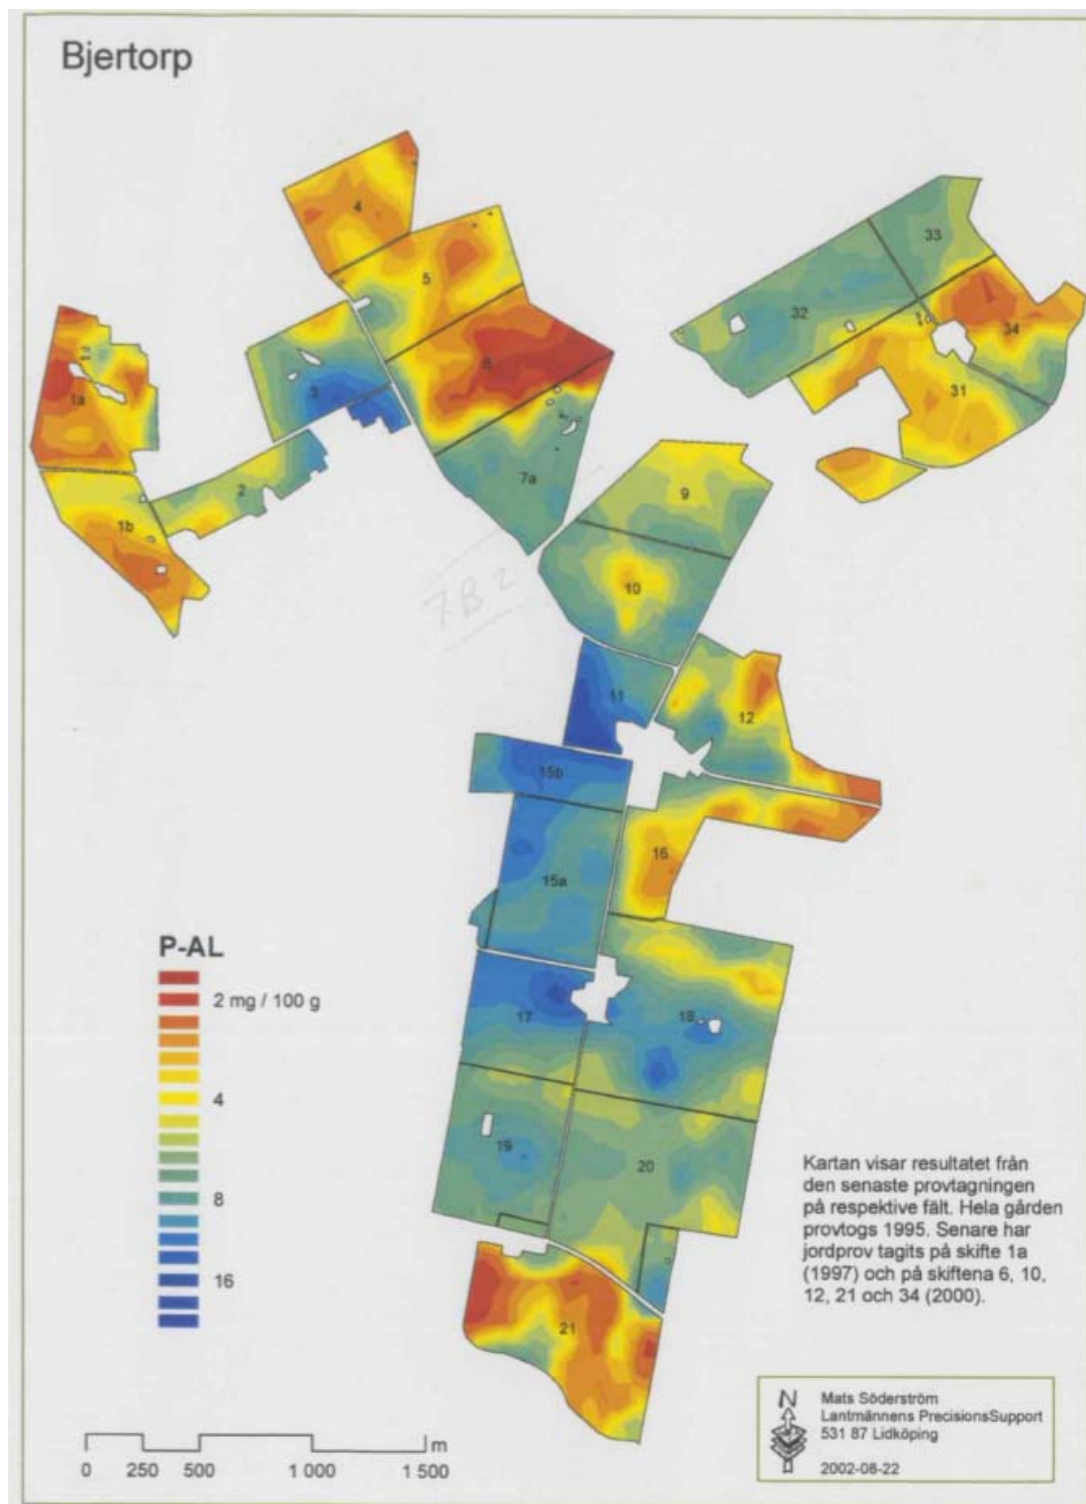 Bjertorp
4
5
33
32
34
6
1a
3
31
2
7a
9
1b
7B2
10
11
12
15b
16
15a
P-AL
2 mg / 100 g
17
18
4
19
20
8
16
21
Kartan visar resultatet från
den senaste provtagningen
på respektive fält. Hela gården
provtogs 1995. Senare har
jordprov tagits på skifte 1a
(1997) och på skiftena 6, 10,
12, 21 och 34 (2000).
N
Mats Söderström
Lantmännens PrecisionsSupport
531 87 Lidköping
2002-08-22
m
0 250 500 1 000 1 500